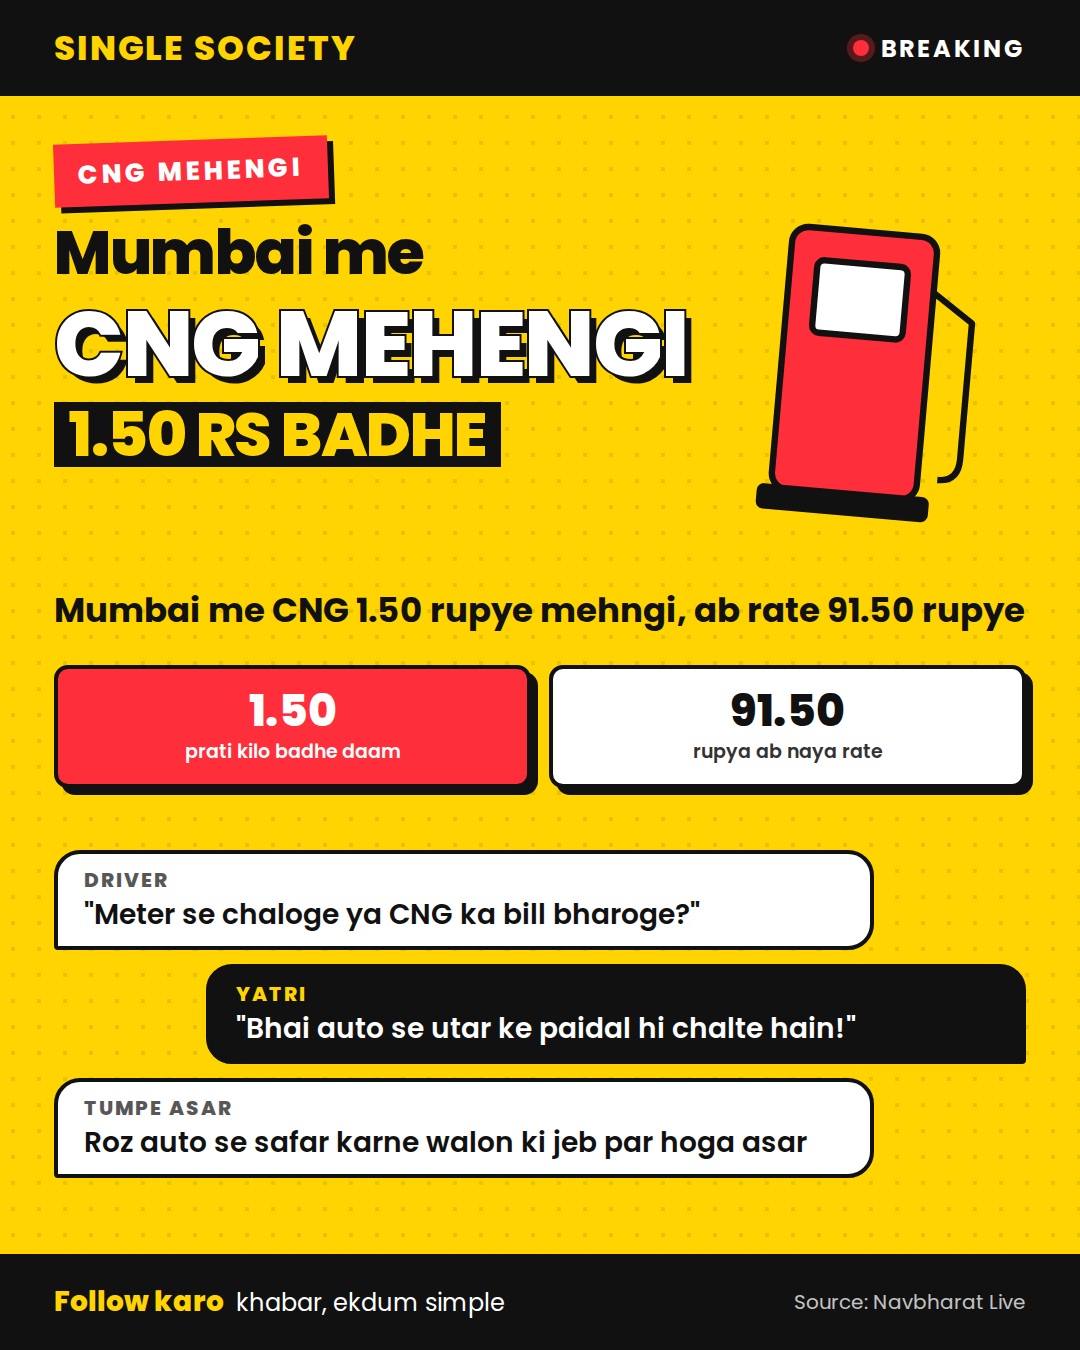 SINGLE SOCIETY
BREAKING
CNG MEHENGI
Mumbai me
CNG MEHENGI
1.50 RS BADHE
Mumbai me CNG 1.50 rupye mehngi, ab rate 91.50 rupye
1.50
prati kilo badhe daam
91.50
rupya ab naya rate
DRIVER
"Meter se chaloge ya CNG ka bill bharoge?"
YATRI
"Bhai auto se utar ke paidal hi chalte hain!"
TUMPE ASAR
Roz auto se safar karne walon ki jeb par hoga asar
Follow karo khabar, ekdum simple
Source: Navbharat Live